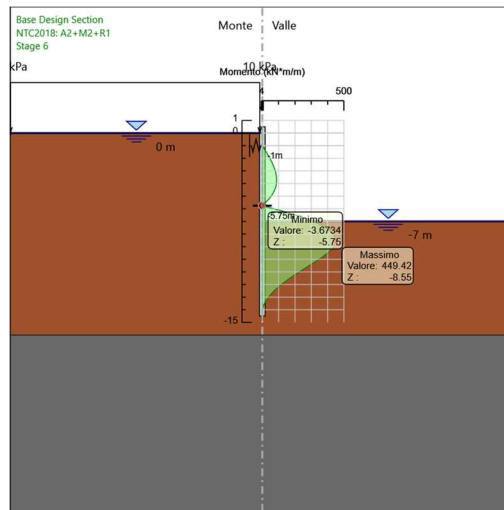 Base Design Section
NTC2018: A2+M2+R1
Stage 6
Monte
Valle
kPa
10 kPa
Momento (kN*m/m)
500
1
0
0 m
-1m
-5.75m
Minimo
Valore: -3.6734
Z : -5.75
-7 m
Massimo
Valore: 449.42
Z : -8.55
-15